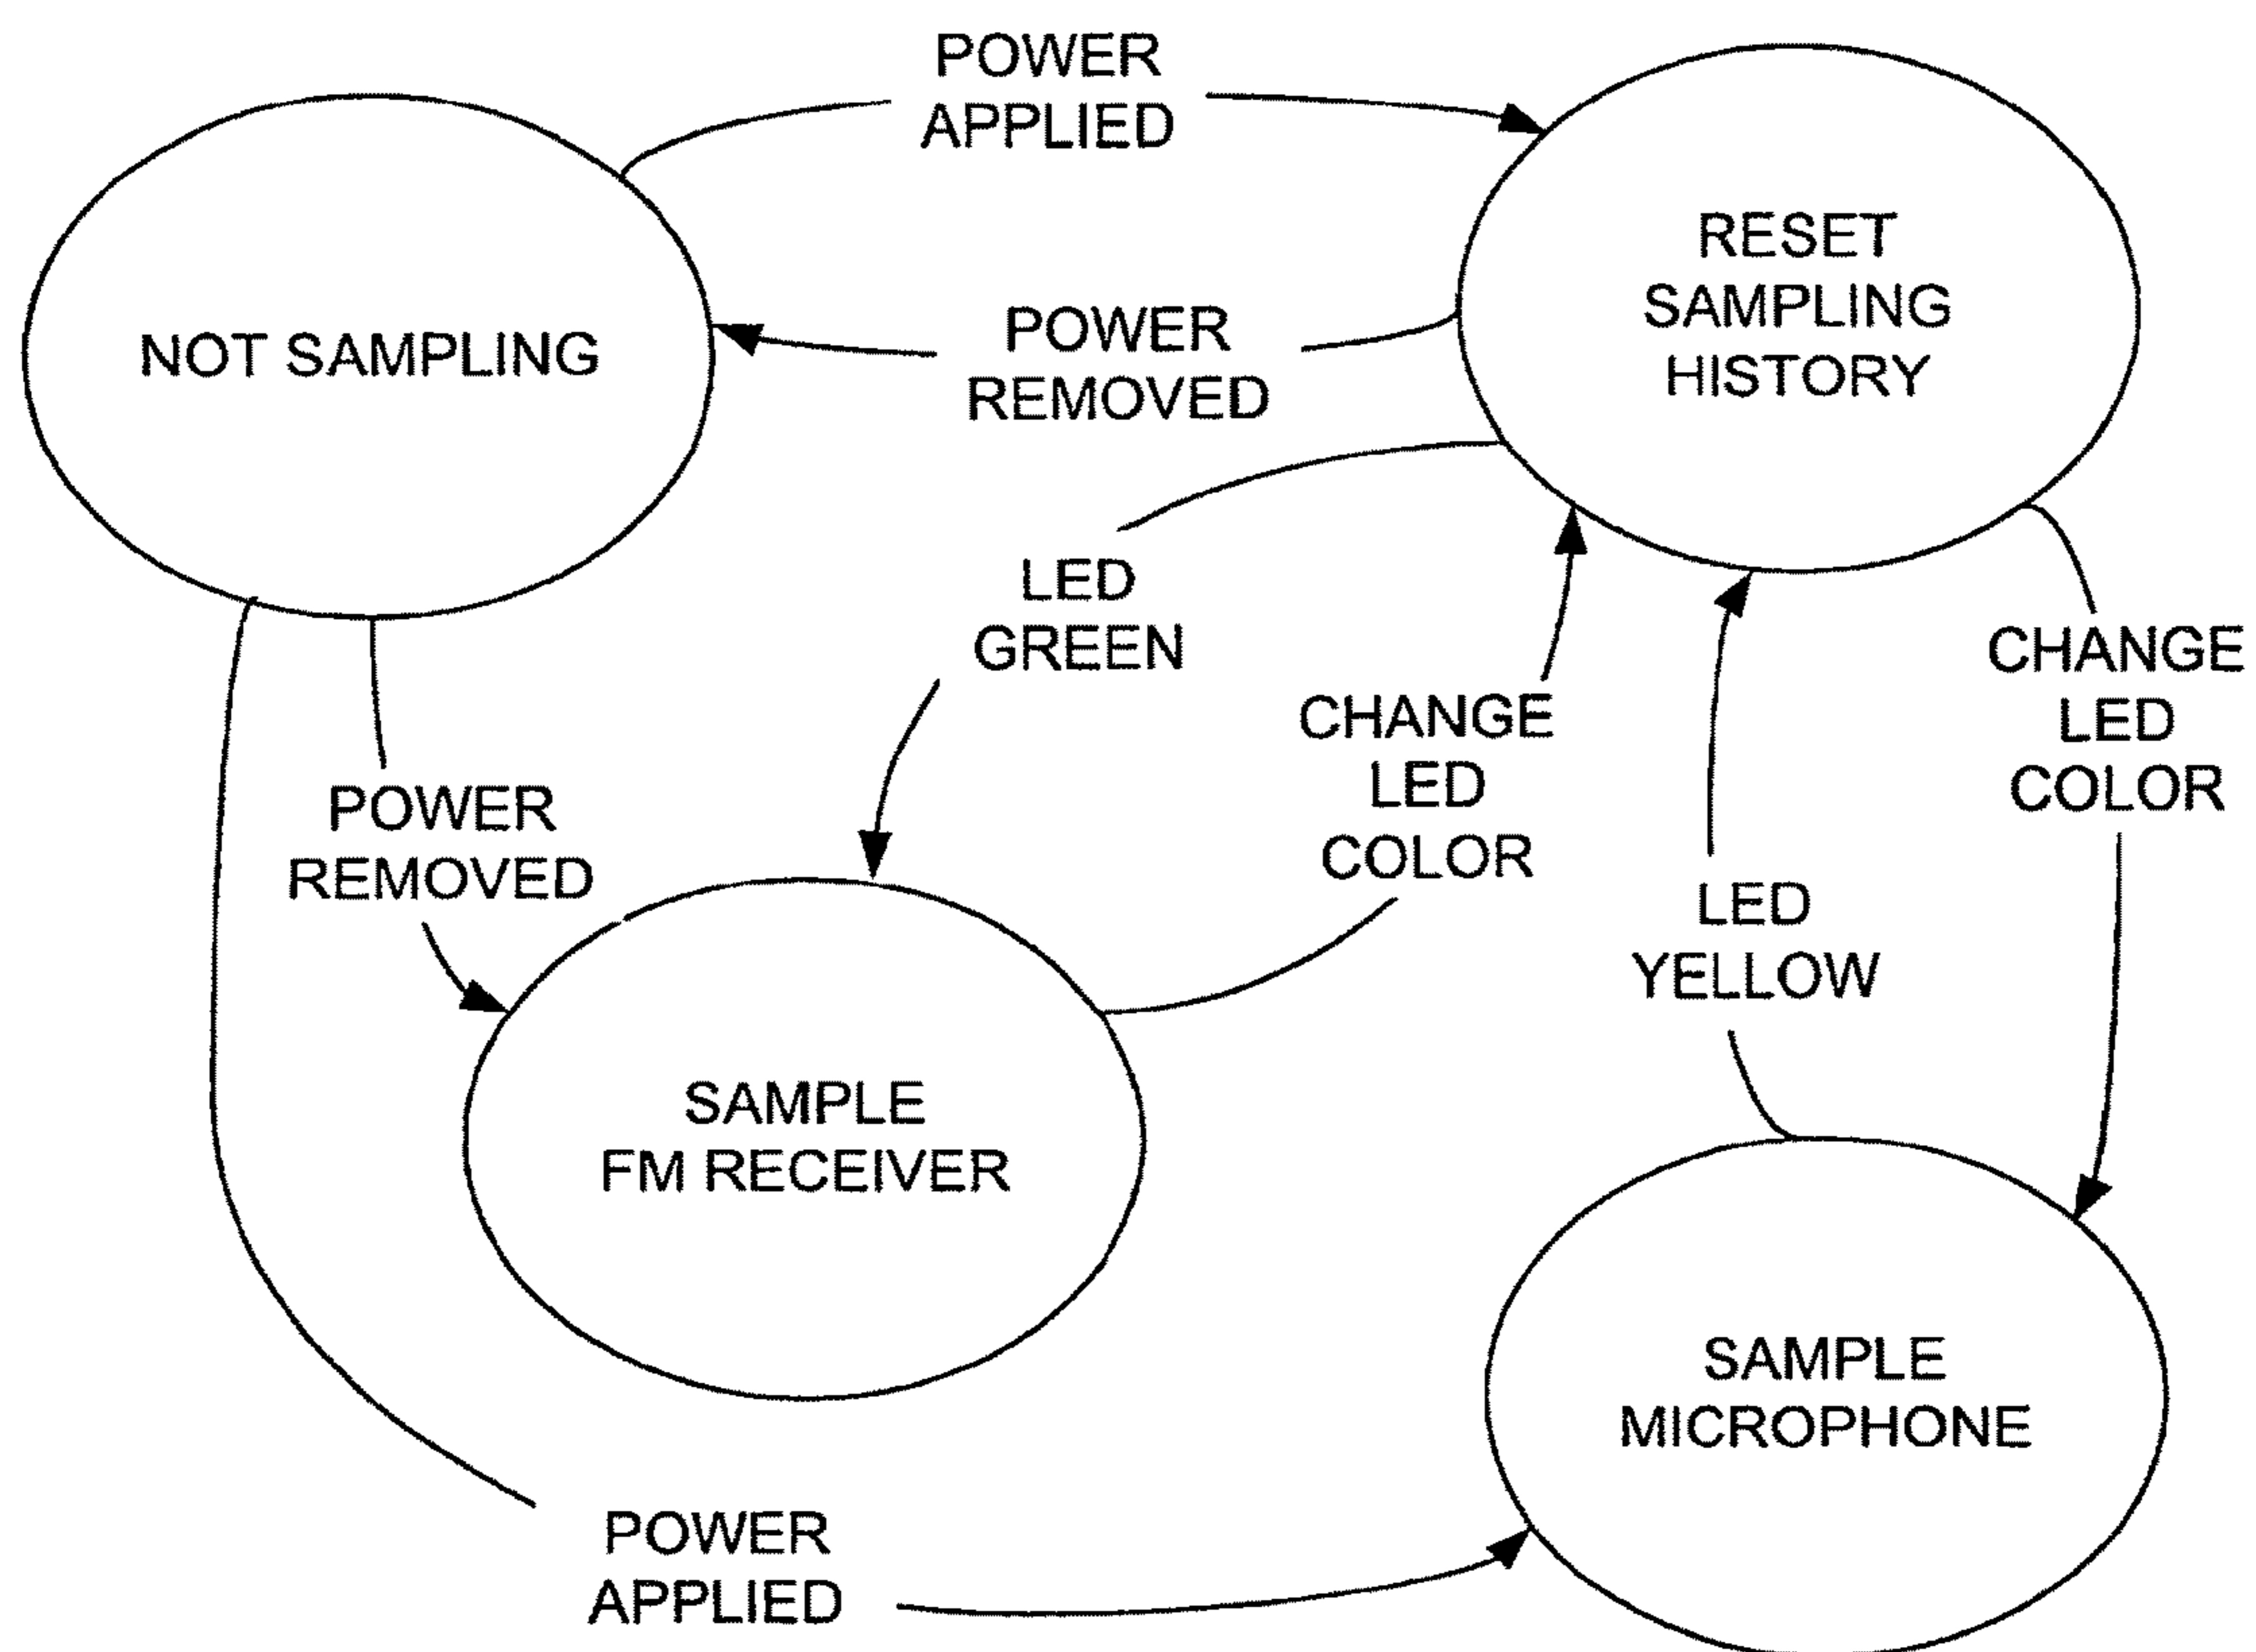 POWER
APPLIED
RESET
SAMPLING
HISTORY
NOT SAMPLING
POWER
REMOVED
LED
GREEN
CHANGE
LED
COLOR
CHANGE
LED
COLOR
POWER
REMOVED
LED
YELLOW
SAMPLE
FM RECEIVER
SAMPLE
MICROPHONE
POWER
APPLIED